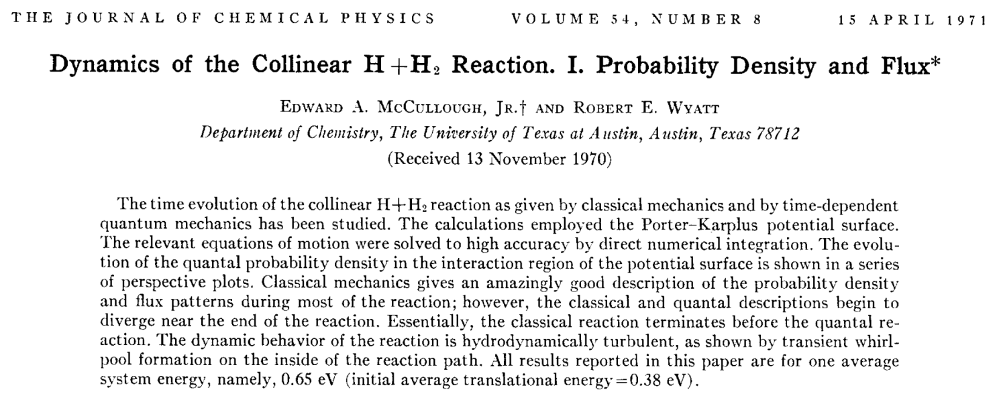 THE JOURNAL OF CHEMICAL PHYSICS VOLUME 54, NUMBER 8 15 APRIL 1971
Dynamics of the Collinear H+H₂ Reaction. I. Probability Density and Flux*
EDWARD A. MCCULLOUGH, JR.† AND ROBERT E. WYATT
Department of Chemistry, The University of Texas at Austin, Austin, Texas 78712
(Received 13 November 1970)
The time evolution of the collinear H+H₂ reaction as given by classical mechanics and by time-dependent
quantum mechanics has been studied. The calculations employed the Porter–Karplus potential surface.
The relevant equations of motion were solved to high accuracy by direct numerical integration. The evolu-
tion of the quantal probability density in the interaction region of the potential surface is shown in a series
of perspective plots. Classical mechanics gives an amazingly good description of the probability density
and flux patterns during most of the reaction; however, the classical and quantal descriptions begin to
diverge near the end of the reaction. Essentially, the classical reaction terminates before the quantal re-
action. The dynamic behavior of the reaction is hydrodynamically turbulent, as shown by transient whirl-
pool formation on the inside of the reaction path. All results reported in this paper are for one average
system energy, namely, 0.65 eV (initial average translational energy=0.38 eV).